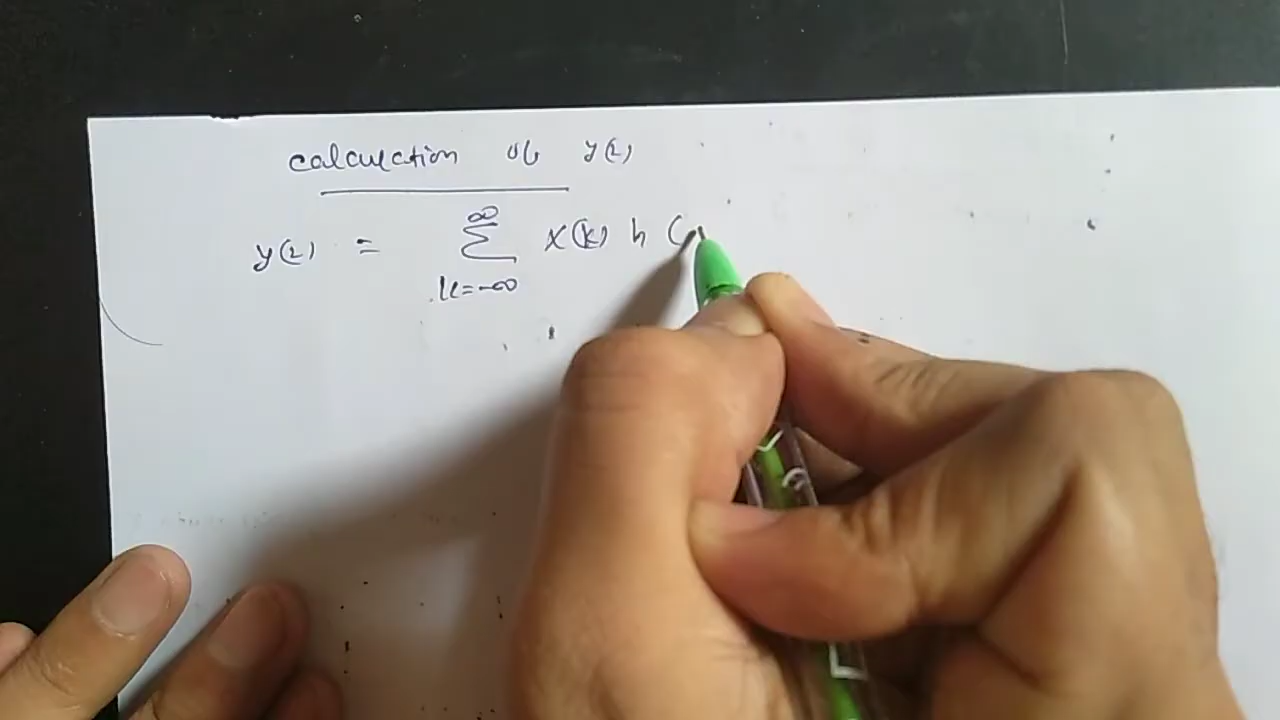 calculation of y(2)
y(2) = ∞ Σ k=-∞ x(k) h (